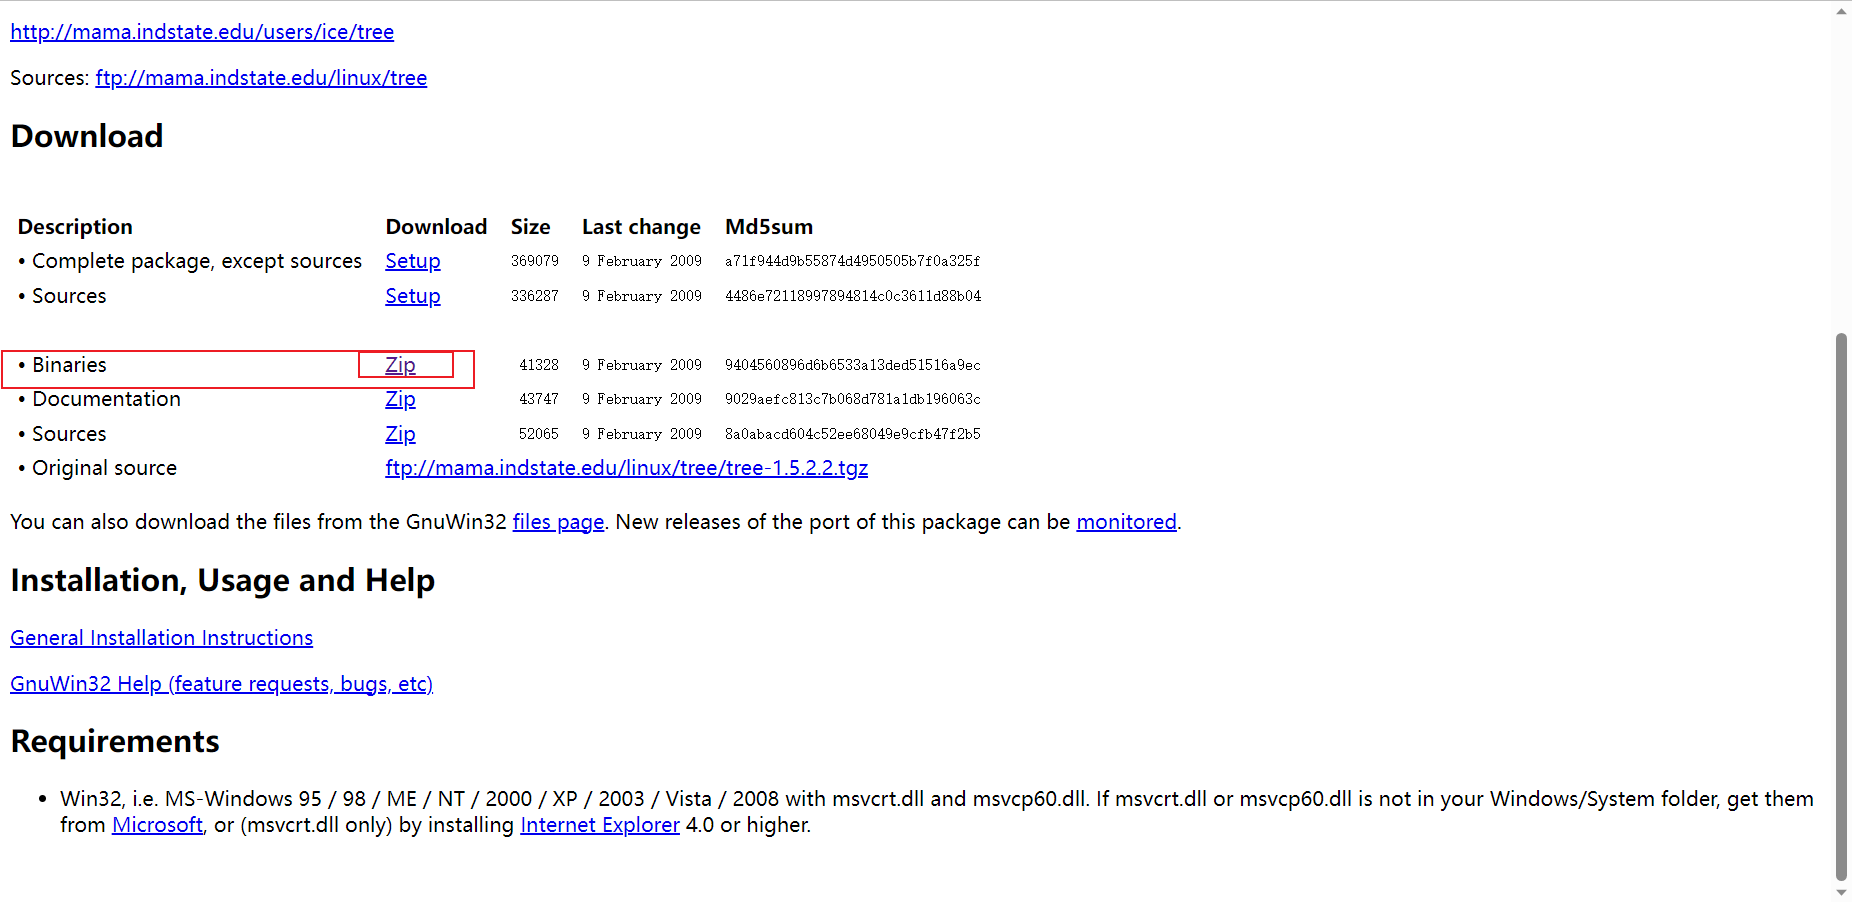 http://mama.indstate.edu/users/ice/tree
Sources: ftp://mama.indstate.edu/linux/tree
Download
Description Download Size Last change Md5sum
• Complete package, except sources Setup 369079 9 February 2009 a71f944d9b55874d4950505b7f0a325f
• Sources Setup 336287 9 February 2009 4486e72118997894814c0c3611d88b04
• Binaries Zip 41328 9 February 2009 9404560896d6b6533a13ded51516a9ec
• Documentation Zip 43747 9 February 2009 9029aefc813c7b068d781a1db196063c
• Sources Zip 52065 9 February 2009 8a0abacd604c52ee68049e9cfb47f2b5
• Original source ftp://mama.indstate.edu/linux/tree/tree-1.5.2.2.tgz
You can also download the files from the GnuWin32 files page. New releases of the port of this package can be monitored.
Installation, Usage and Help
General Installation Instructions
GnuWin32 Help (feature requests, bugs, etc)
Requirements
• Win32, i.e. MS-Windows 95 / 98 / ME / NT / 2000 / XP / 2003 / Vista / 2008 with msvcrt.dll and msvcp60.dll. If msvcrt.dll or msvcp60.dll is not in your Windows/System folder, get them
from Microsoft, or (msvcrt.dll only) by installing Internet Explorer 4.0 or higher.